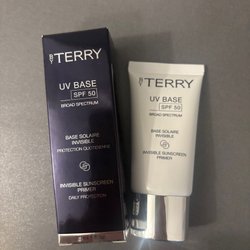 BY TERRY
UV BASE
SPF 50
BROAD SPECTRUM
BASE SOLAIRE
INVISIBLE
PROTECTION QUOTIDIENNE
INVISIBLE SUNSCREEN
PRIMER
DAILY PROTECTION
BY TERRY
UV BASE
SPF 50
BROAD SPECTRUM
BASE SOLAIRE
INVISIBLE
INVISIBLE SUNSCREEN
PRIMER